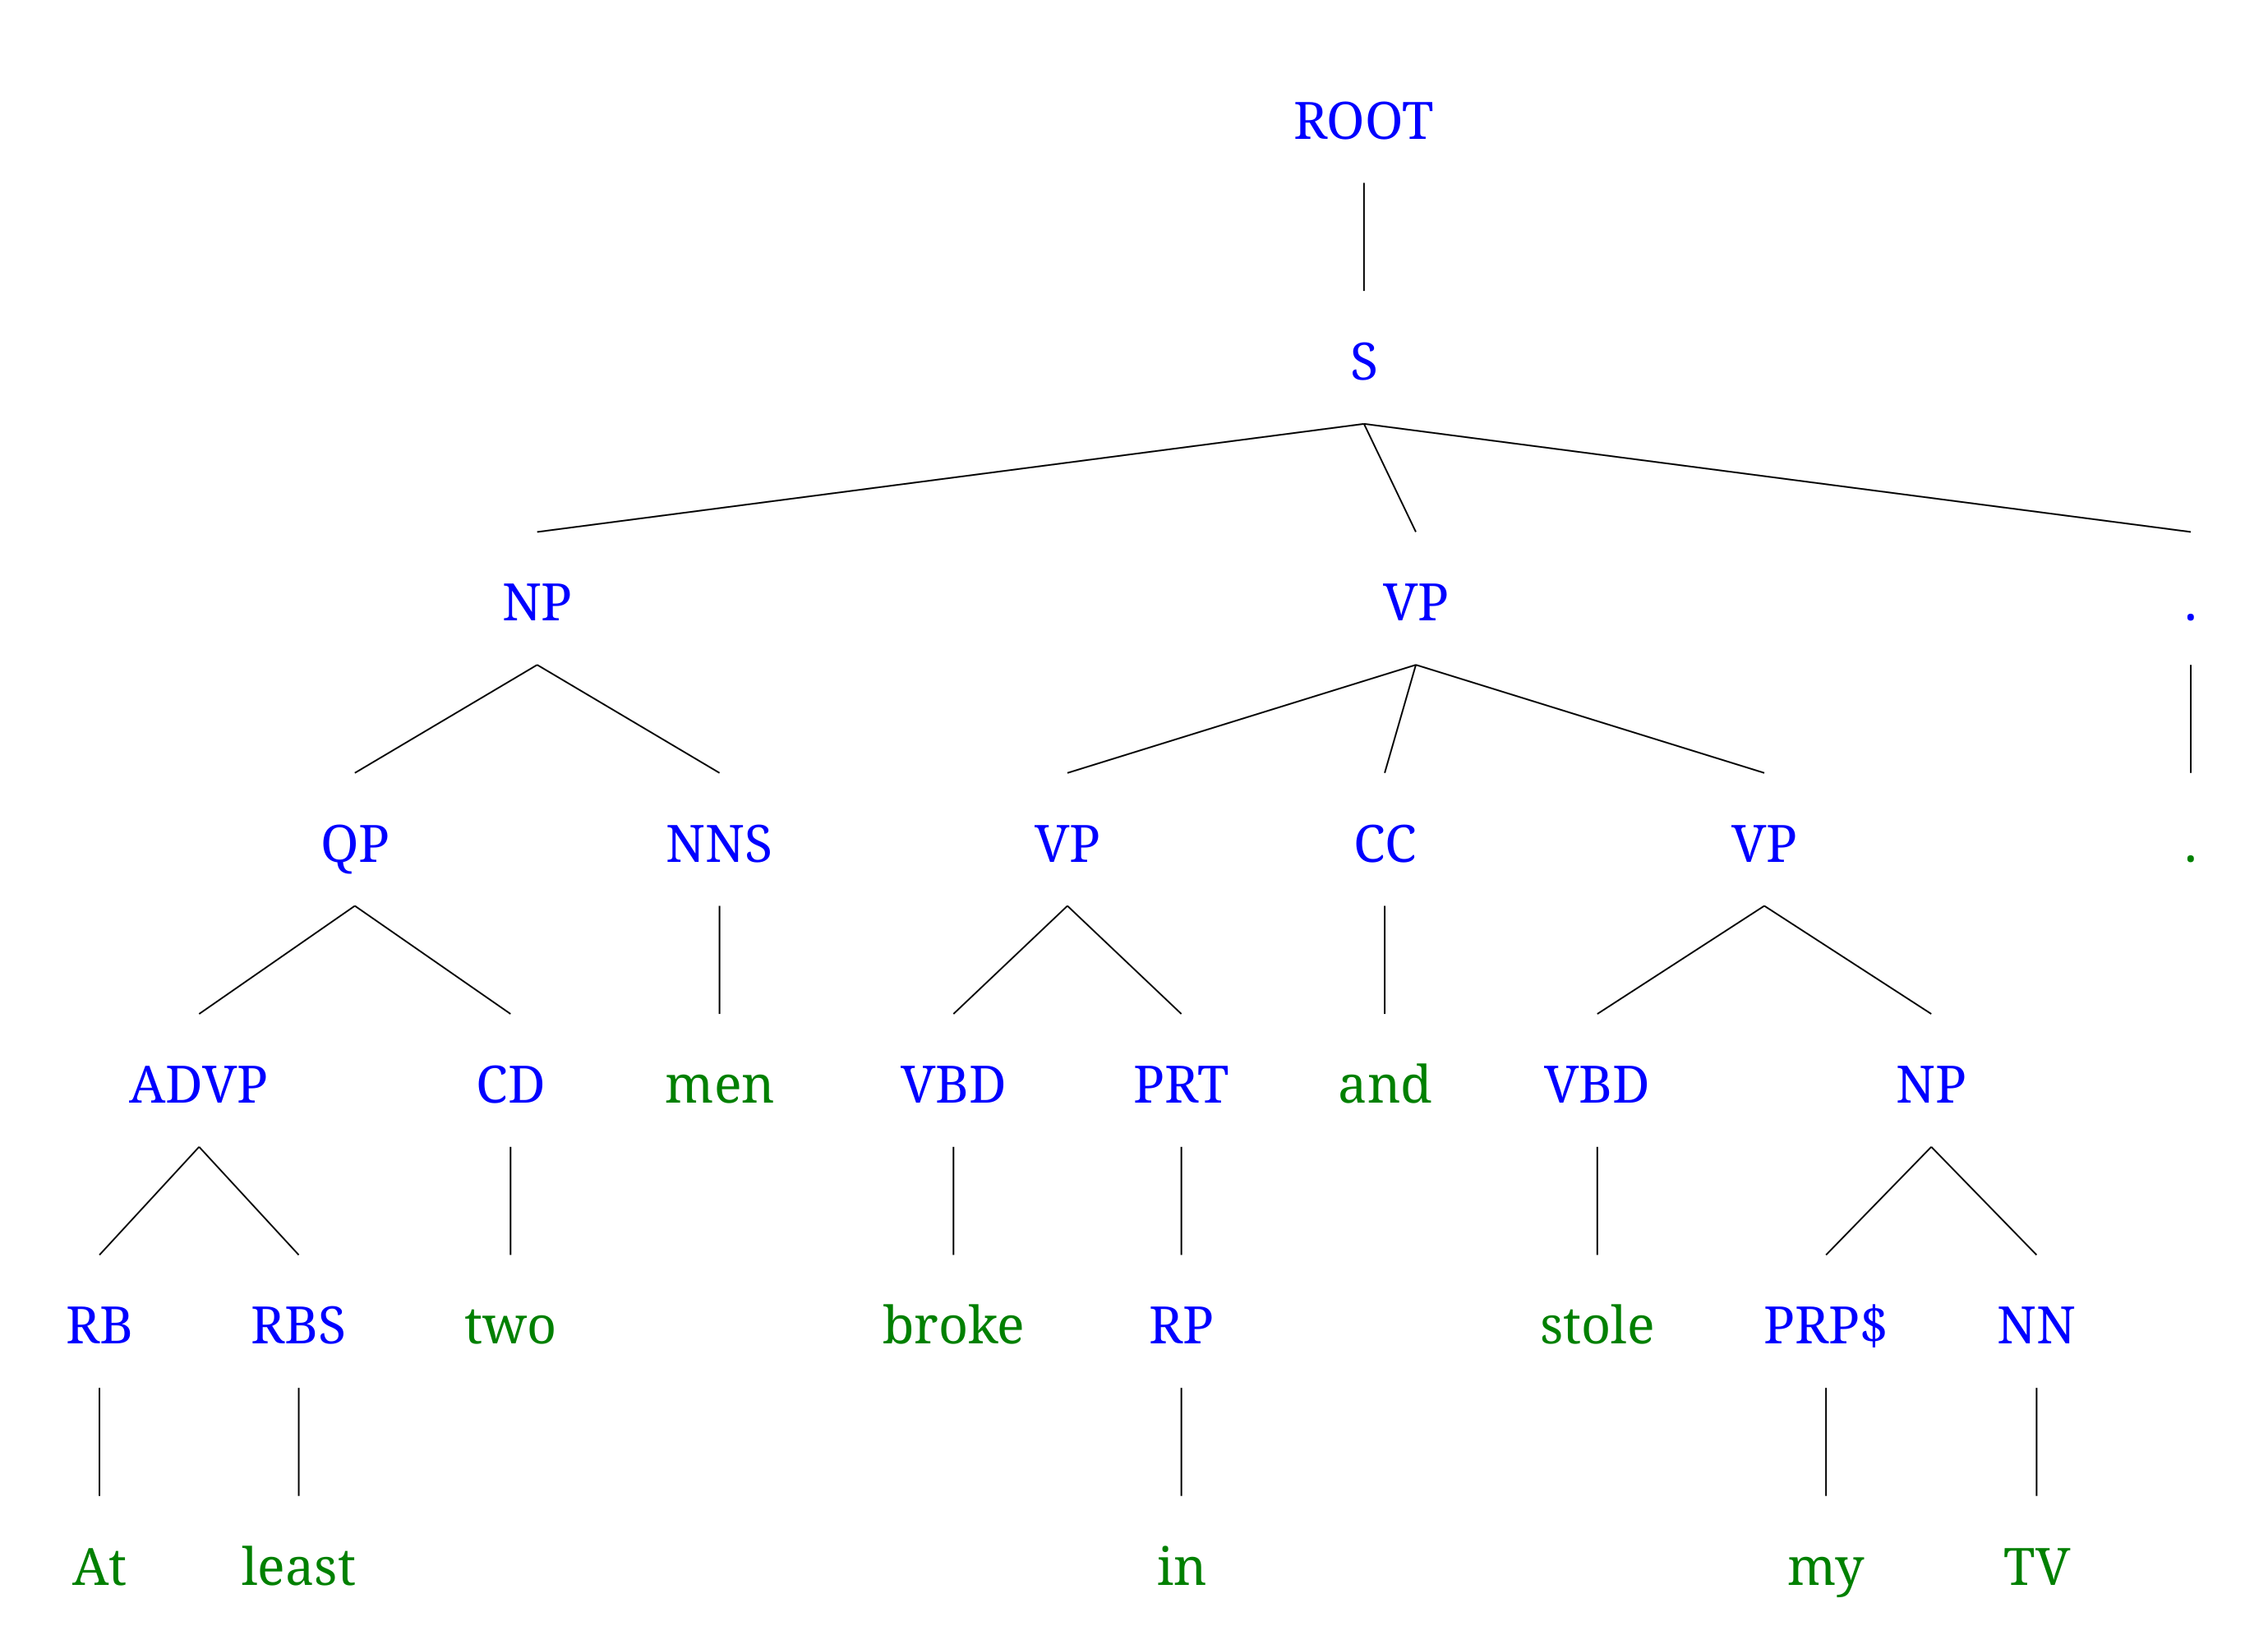 ROOT
S
NP VP .
QP NNS VP CC VP .
ADVP CD men VBD PRT and VBD NP
RB RBS two broke RP stole PRP$ NN
At least in my TV